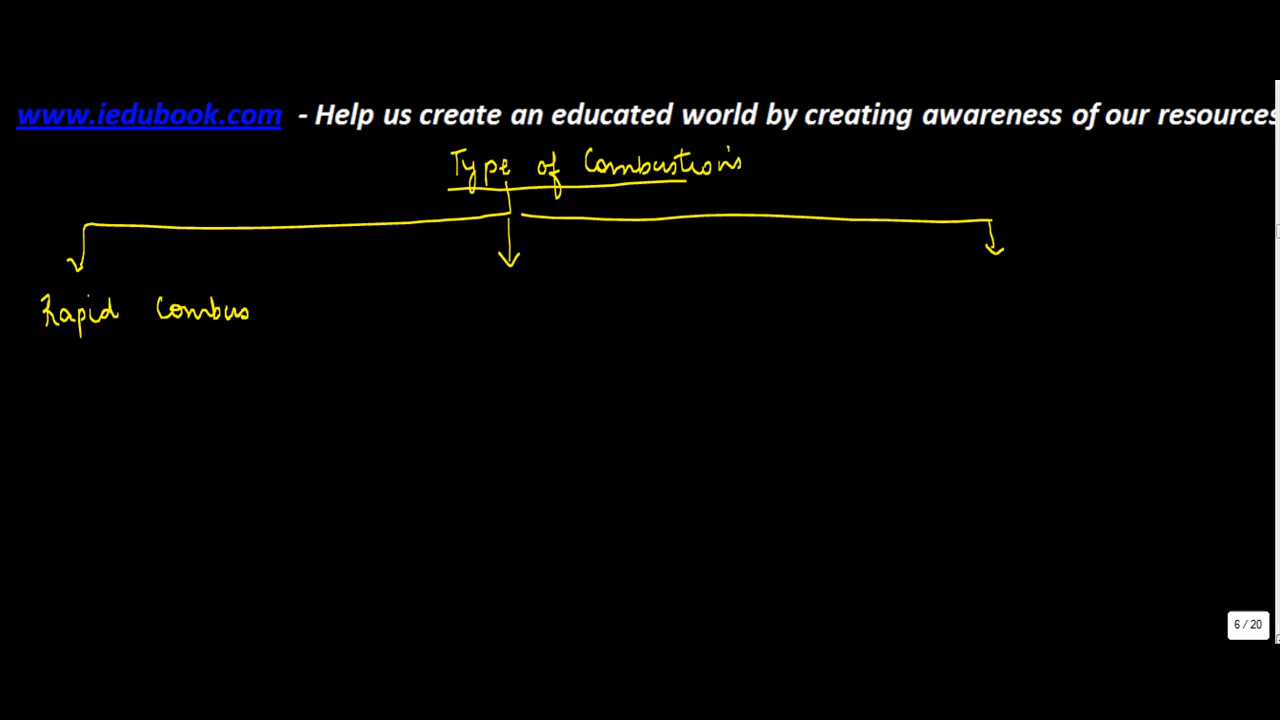 www.iedubook.com - Help us create an educated world by creating awareness of our resources
Type of Combustions
Rapid Combus
6 / 20